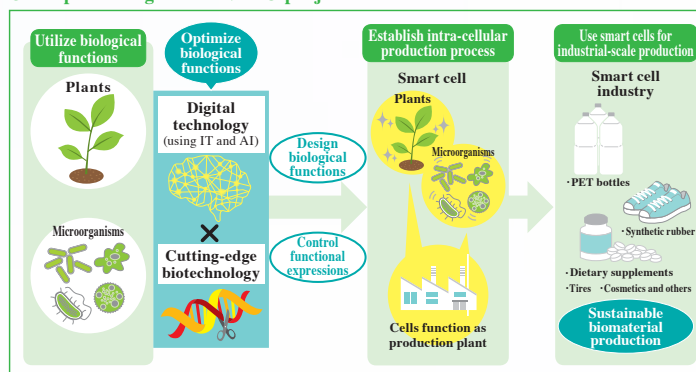 Utilize biological
functions
Plants
Microorganisms
Optimize
biological
functions
Digital
technology
(using IT and AI)
×
Cutting-edge
biotechnology
Design
biological
functions
Control
functional
expressions
Establish intra-cellular
production process
Smart cell
Plants
Microorganisms
Cells function as
production plant
Use smart cells for
industrial-scale production
Smart cell
industry
・PET bottles
・Synthetic rubber
・Dietary supplements
・Tires ・Cosmetics and others
Sustainable
biomaterial
production